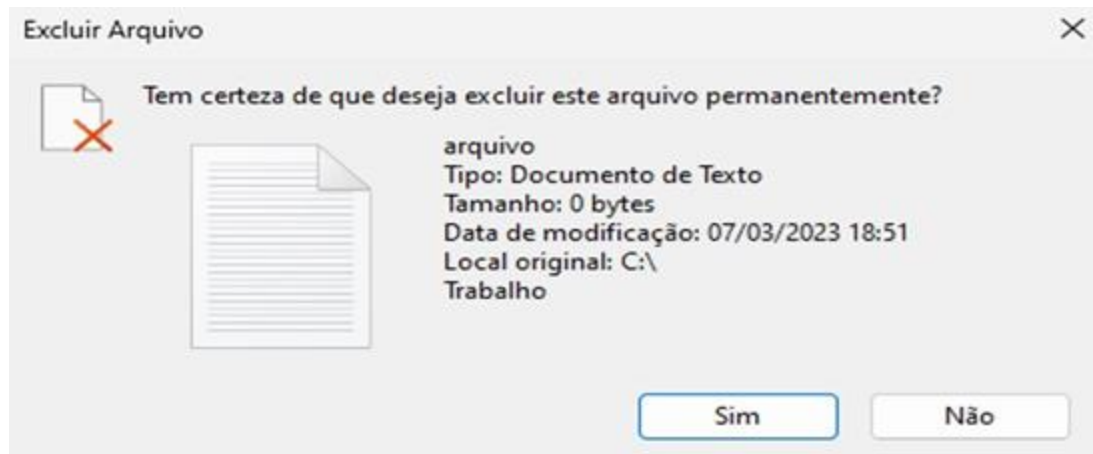 Excluir Arquivo
Tem certeza de que deseja excluir este arquivo permanentemente?
arquivo
Tipo: Documento de Texto
Tamanho: 0 bytes
Data de modificação: 07/03/2023 18:51
Local original: C:\
Trabalho
Sim
Não